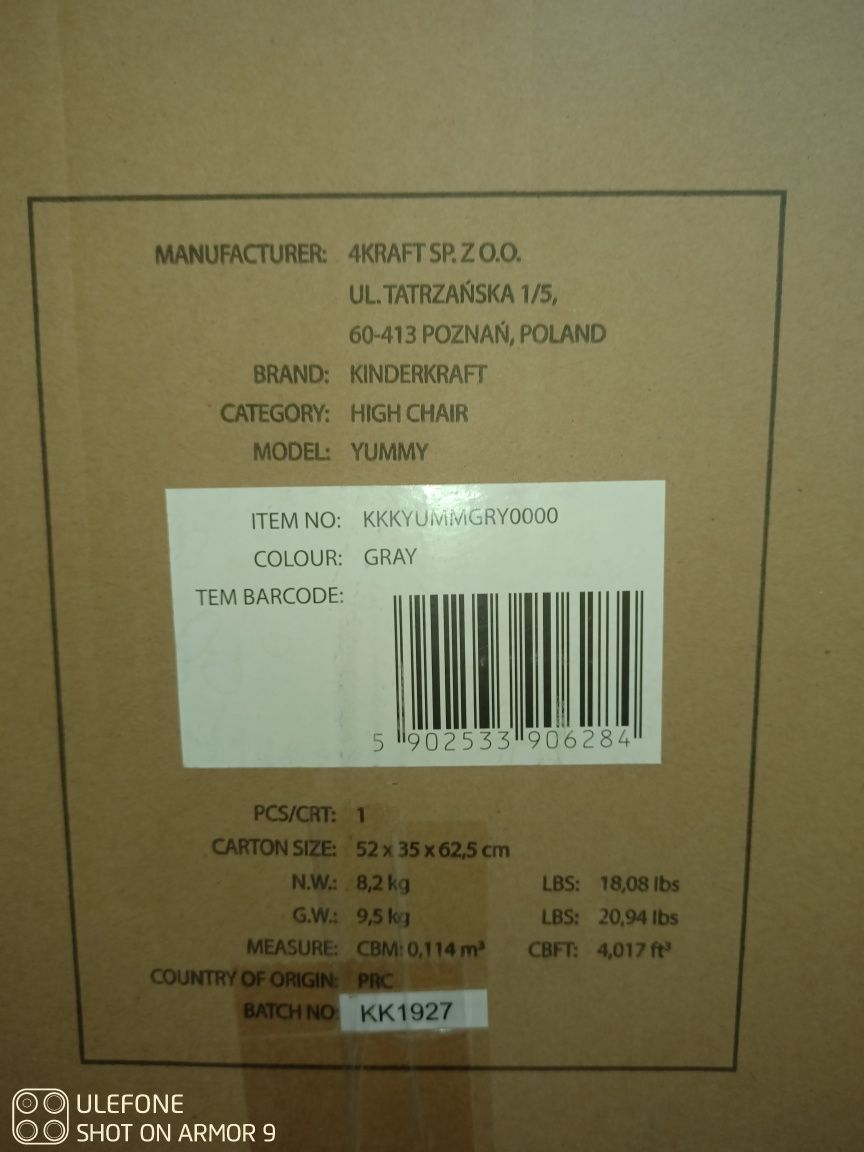 MANUFACTURER: 4KRAFT SP. Z O.O.
UL. TATRZAŃSKA 1/5,
60-413 POZNAŃ, POLAND
BRAND: KINDERKRAFT
CATEGORY: HIGH CHAIR
MODEL: YUMMY
ITEM NO: KKKYUMMGRY0000
COLOUR: GRAY
TEM BARCODE:
5 902533 906284
PCS/CRT: 1
CARTON SIZE: 52 x 35 x 62,5 cm
N.W.: 8,2 kg LBS: 18,08 lbs
G.W.: 9,5 kg LBS: 20,94 lbs
MEASURE: CBM: 0,114 m³ CBFT: 4,017 ft³
COUNTRY OF ORIGIN: PRC
BATCH NO: KK1927
ULEFONE
SHOT ON ARMOR 9